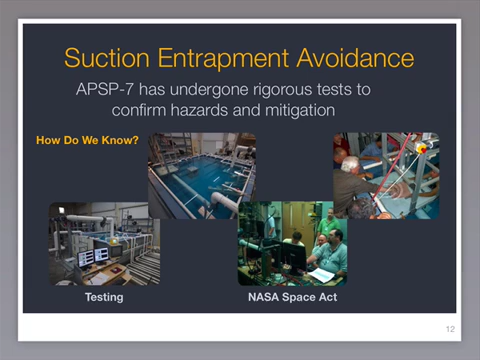 Suction Entrapment Avoidance
APSP-7 has undergone rigorous tests to
confirm hazards and mitigation
How Do We Know?
Testing
NASA Space Act
12